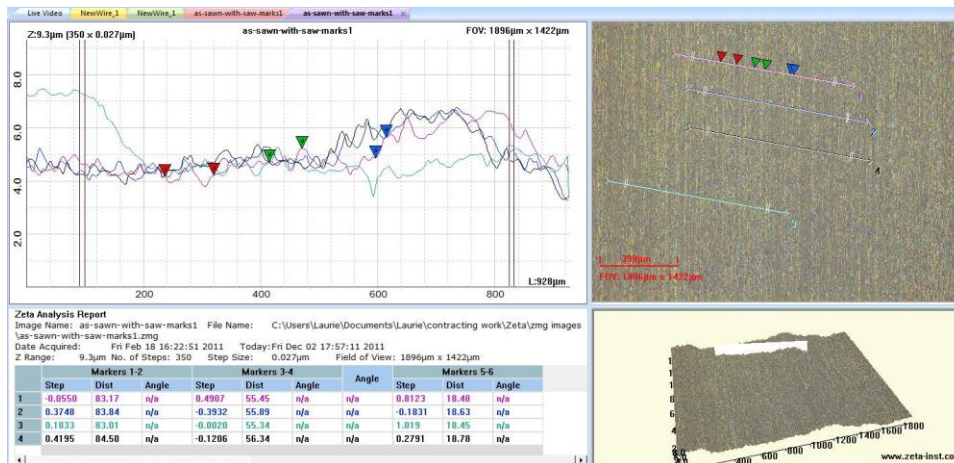 Live Video NewWire_1 NewWire_1 as-sawn-with-saw-marks1 as-sawn-with-saw-marks1 ×
Z:9.3µm [350 x 0.027µm] as-sawn-with-saw-marks1 FOV: 1896µm x 1422µm
8.0
6.0
4.0
2.0
L:928µm
200 400 600 800
1
2
4
3
399µm
FOV: 1896µm x 1422µm
Zeta Analysis Report
Image Name: as-sawn-with-saw-marks1 File Name: C:\Users\Laurie\Documents\Laurie\contracting work\Zeta\zmg images
\as-sawn-with-saw-marks1.zmg
Date Acquired: Fri Feb 18 16:22:51 2011 Today:Fri Dec 02 17:57:11 2011
Z Range: 9.3µm No. of Steps: 350 Step Size: 0.027µm Field of View: 1896µm x 1422µm
Markers 1-2 Markers 3-4 Angle Markers 5-6
Step Dist Angle Step Dist Angle Step Dist Angle
1 -0.0550 83.17 n/a 0.4907 55.45 n/a n/a 0.8123 18.48 n/a
2 0.3748 83.84 n/a -0.3932 55.89 n/a n/a -0.1831 18.63 n/a
3 0.1833 83.01 n/a -0.0020 55.34 n/a n/a 1.019 18.45 n/a
4 0.4195 84.50 n/a -0.1206 56.34 n/a n/a 0.2791 18.78 n/a
400 600 800 1000 1200 1400 1600 1800
www.zeta-inst.c